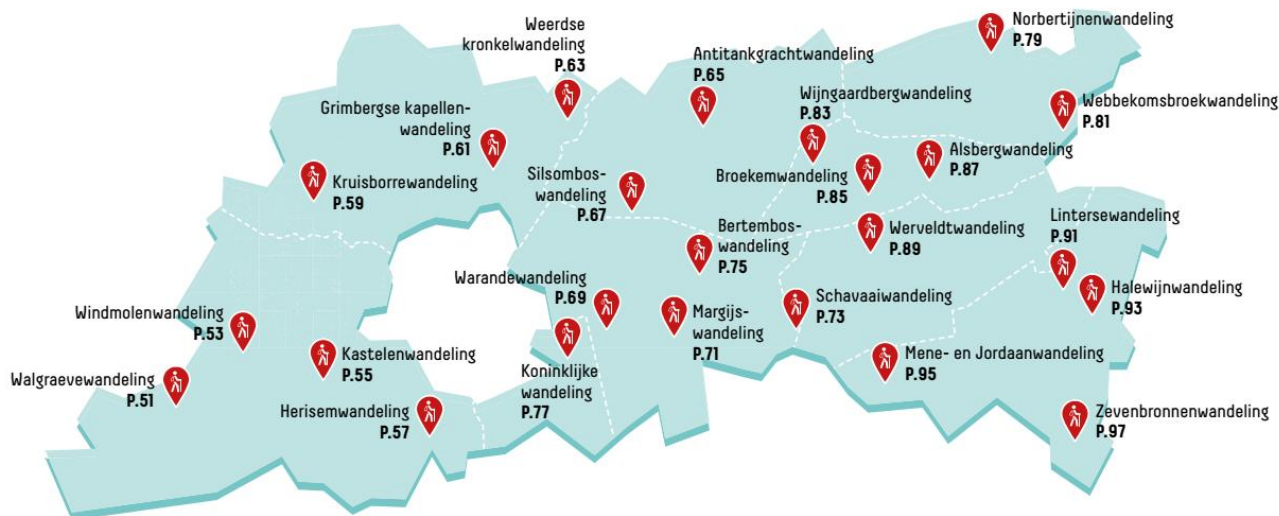 Norbertijnenwandeling
P.79
Weerdse
kronkelwandeling
P.63
Antitankgrachtwandeling
P.65
Wijngaardbergwandeling
P.83
Webbekomsbroekwandeling
P.81
Grimbergse kapellen-
wandeling
P.61
Alsbergwandeling
P.87
Kruisborrewandeling
P.59
Silsombos-
wandeling
P.67
Broekemwandeling
P.85
Lintersewandeling
P.91
Bertembos-
wandeling
P.75
Werveldtwandeling
P.89
Warandewandeling
P.69
Halewijnwandeling
P.93
Windmolenwandeling
P.53
Margijs-
wandeling
P.71
Schavaaiwandeling
P.73
Kastelenwandeling
P.55
Koninklijke
wandeling
P.77
Mene- en Jordaanwandeling
P.95
Walgraevewandeling
P.51
Herisemwandeling
P.57
Zevenbronnenwandeling
P.97